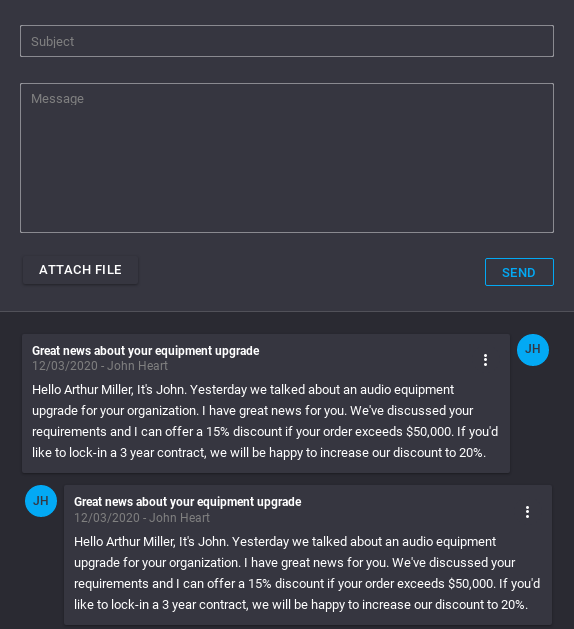 Subject
Message
ATTACH FILE
SEND
Great news about your equipment upgrade
JH
12/03/2020 - John Heart
Hello Arthur Miller, It's John. Yesterday we talked about an audio equipment
upgrade for your organization. I have great news for you. We've discussed your
requirements and I can offer a 15% discount if your order exceeds $50,000. If you'd
like to lock-in a 3 year contract, we will be happy to increase our discount to 20%.
JH
Great news about your equipment upgrade
12/03/2020 - John Heart
Hello Arthur Miller, It's John. Yesterday we talked about an audio equipment
upgrade for your organization. I have great news for you. We've discussed your
requirements and I can offer a 15% discount if your order exceeds $50,000. If you'd
like to lock-in a 3 year contract, we will be happy to increase our discount to 20%.